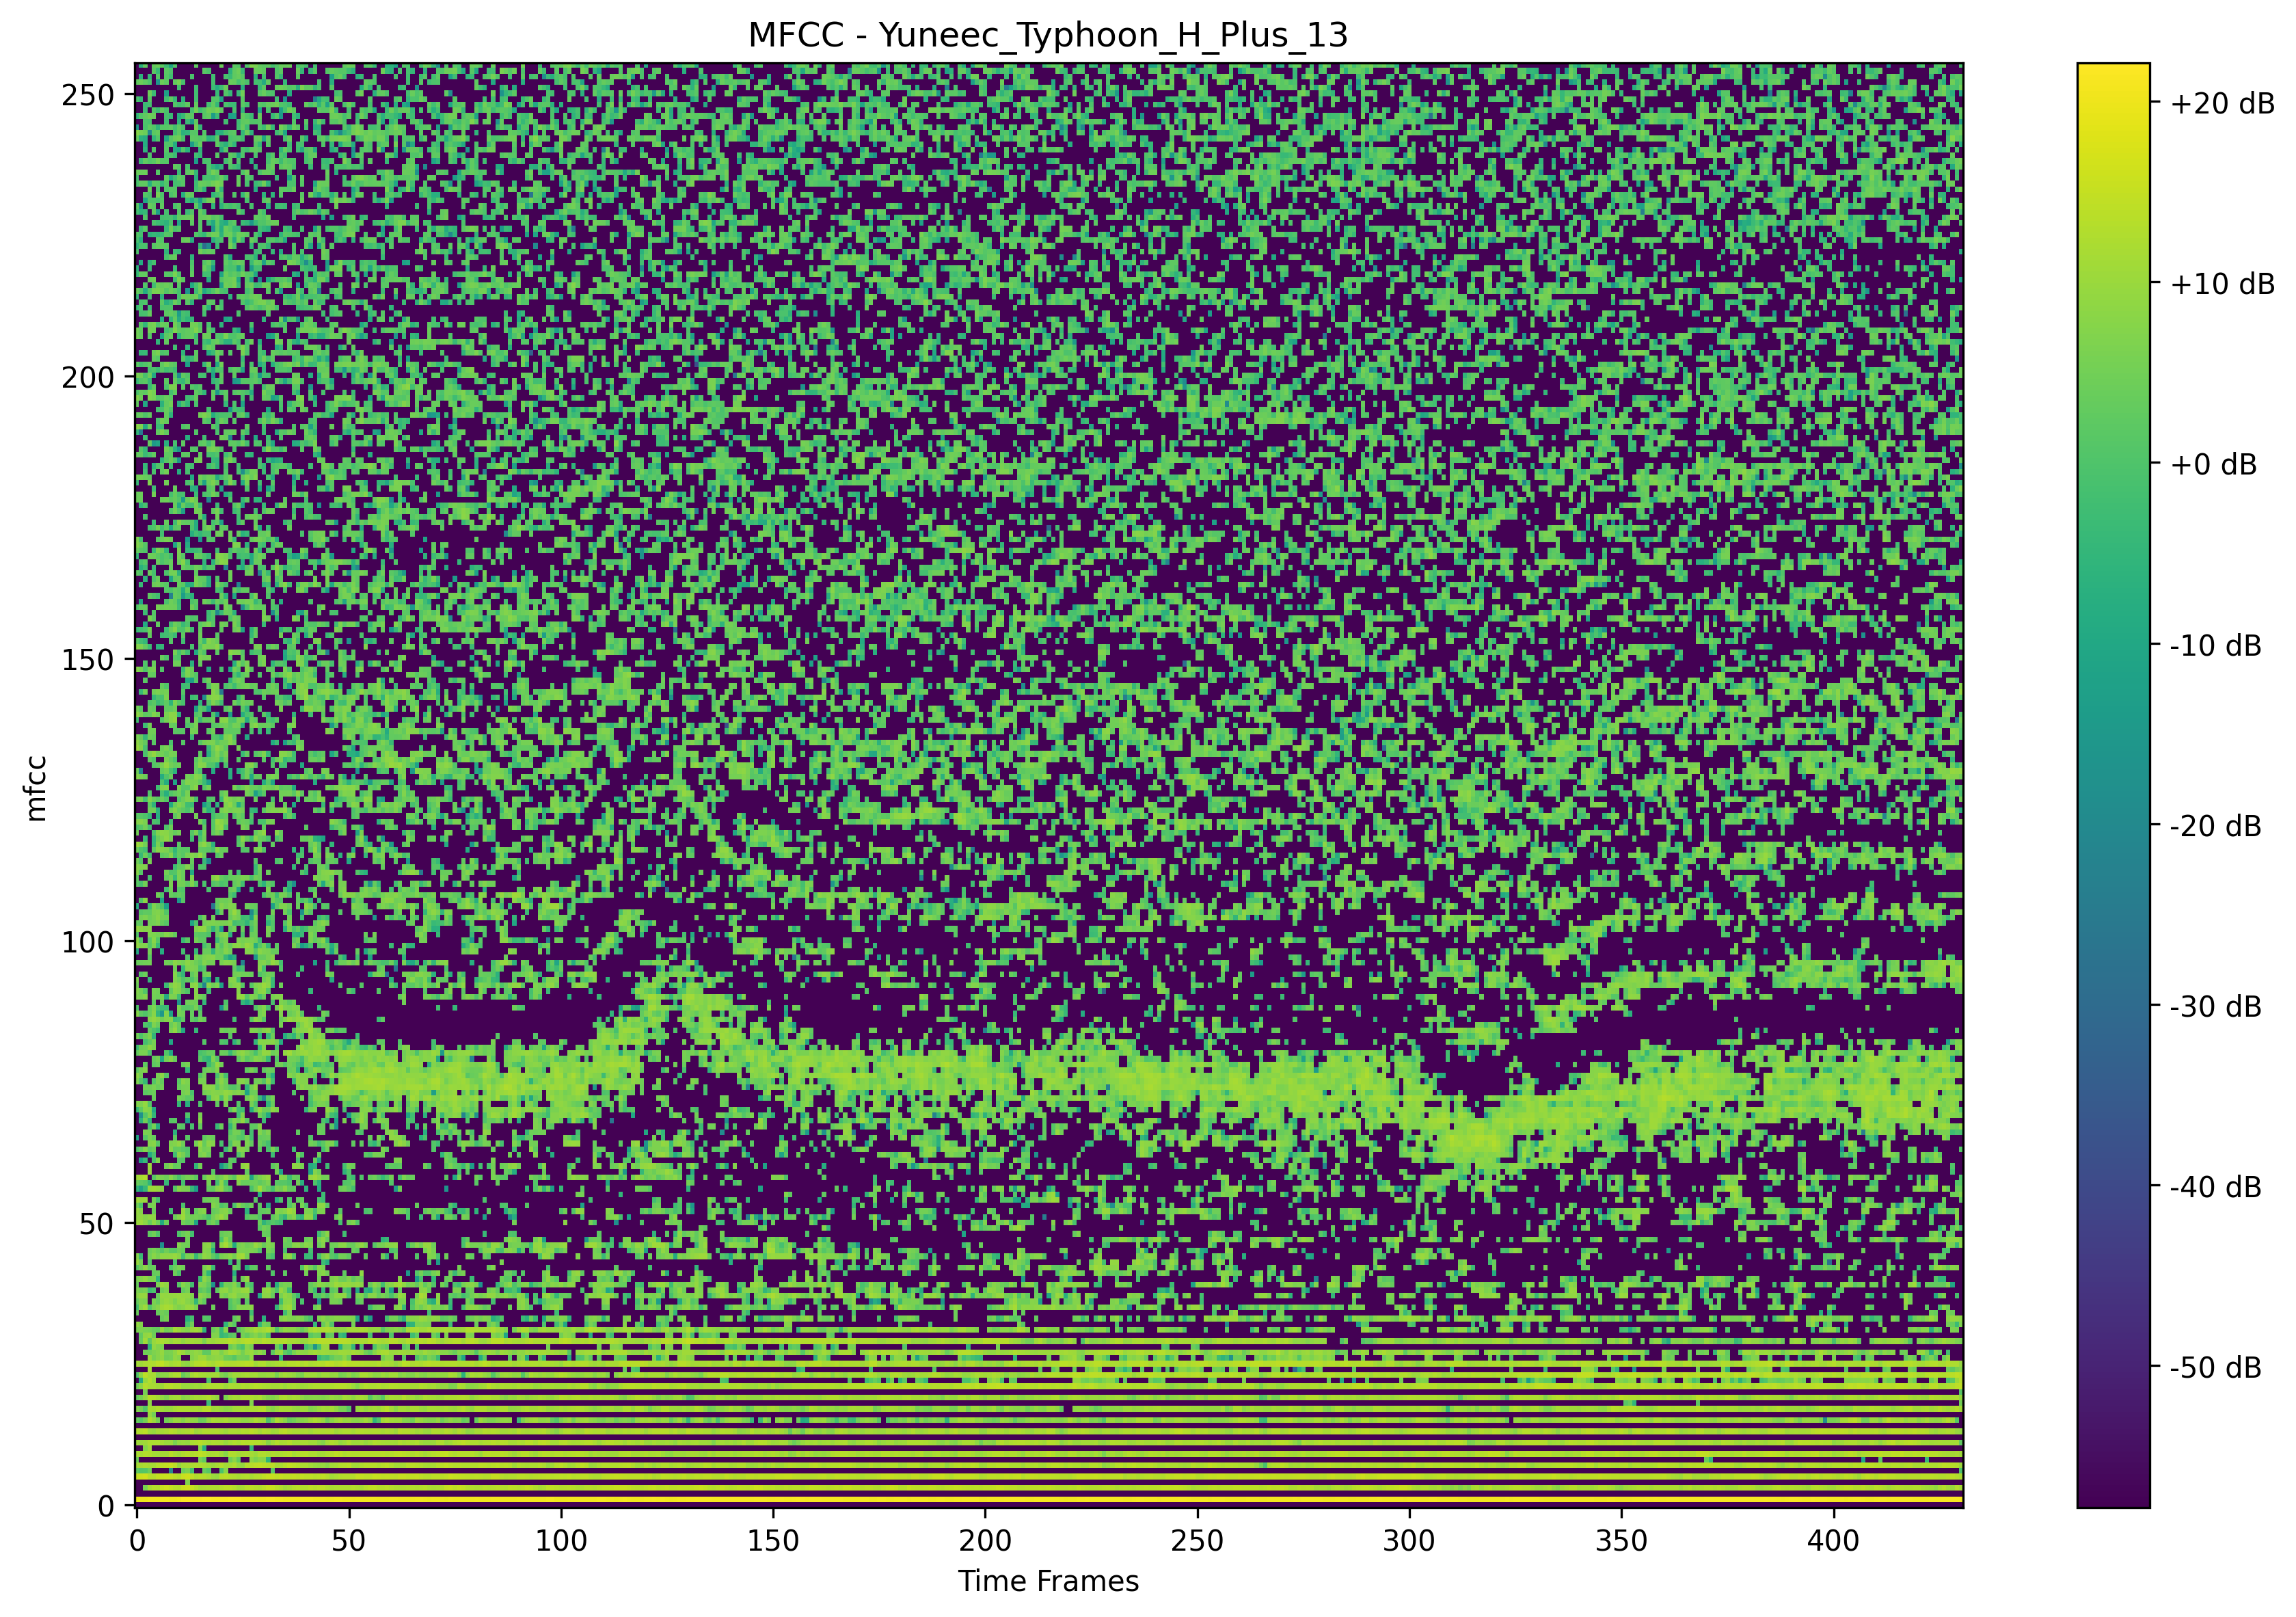 MFCC - Yuneec_Typhoon_H_Plus_13
250
200
150
100
50
0
mfcc
0 50 100 150 200 250 300 350 400
Time Frames
+20 dB
+10 dB
+0 dB
-10 dB
-20 dB
-30 dB
-40 dB
-50 dB